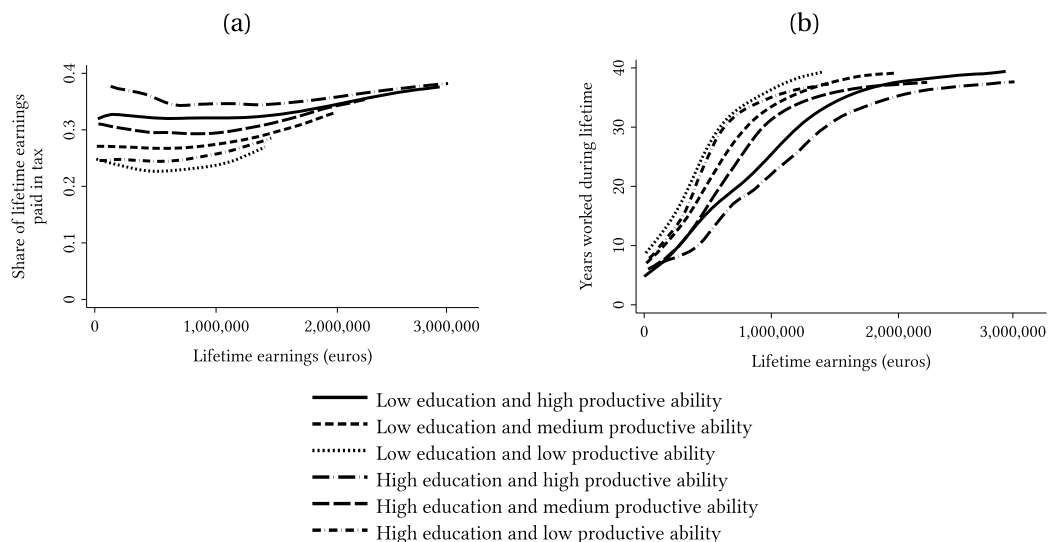 (a)
(b)
Share of lifetime earnings
paid in tax
0.4
0.3
0.2
0.1
0
0
1,000,000
2,000,000
3,000,000
Lifetime earnings (euros)
Years worked during lifetime
40
30
20
10
0
0
1,000,000
2,000,000
3,000,000
Lifetime earnings (euros)
Low education and high productive ability
Low education and medium productive ability
Low education and low productive ability
High education and high productive ability
High education and medium productive ability
High education and low productive ability